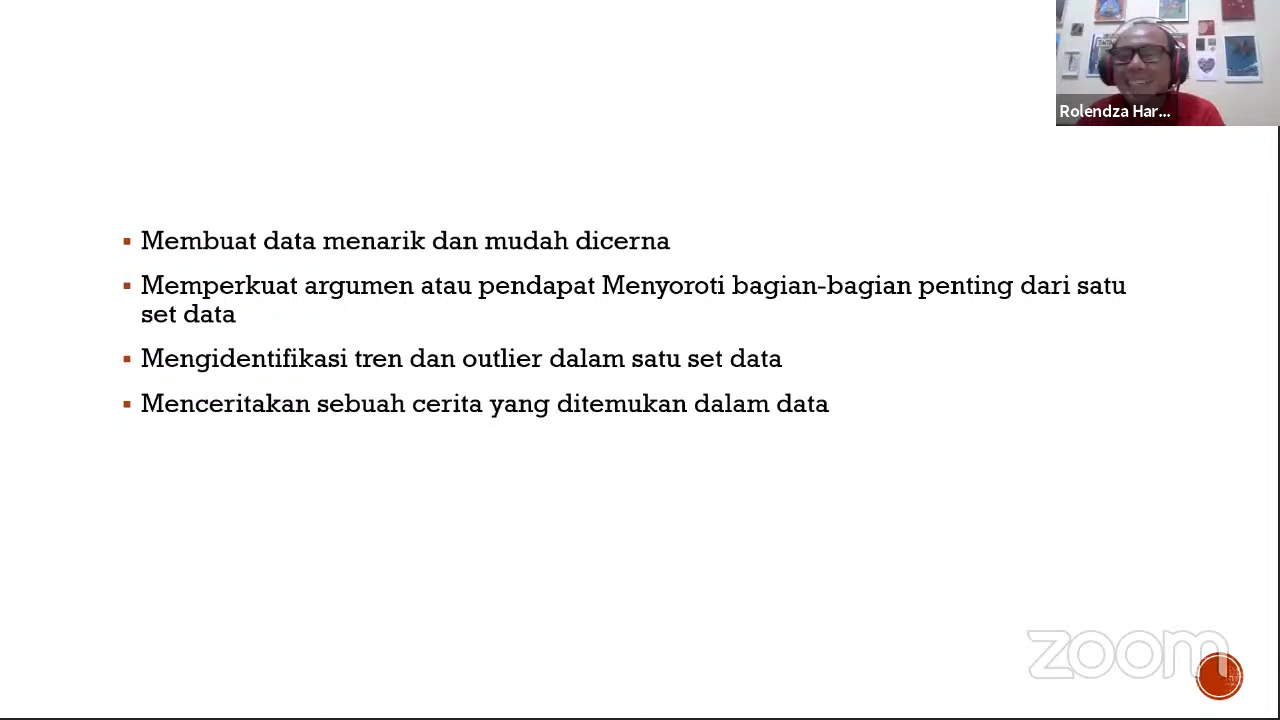 Rolendza Har...
Membuat data menarik dan mudah dicerna
Memperkuat argumen atau pendapat Menyoroti bagian-bagian penting dari satu
set data
Mengidentifikasi tren dan outlier dalam satu set data
Menceritakan sebuah cerita yang ditemukan dalam data
zoom